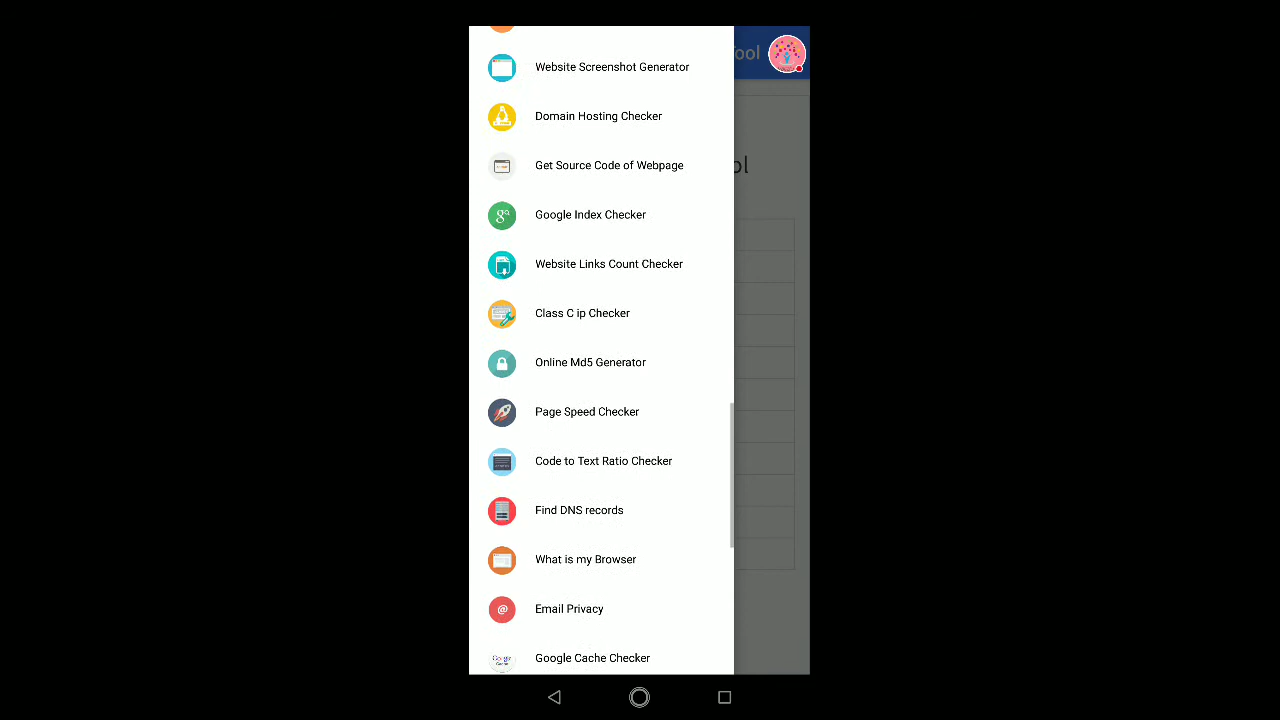 ool
Website Screenshot Generator
Domain Hosting Checker
Get Source Code of Webpage
ol
Google Index Checker
Website Links Count Checker
Class C ip Checker
Online Md5 Generator
Page Speed Checker
Code to Text Ratio Checker
Find DNS records
What is my Browser
@
Email Privacy
Google Cache Checker